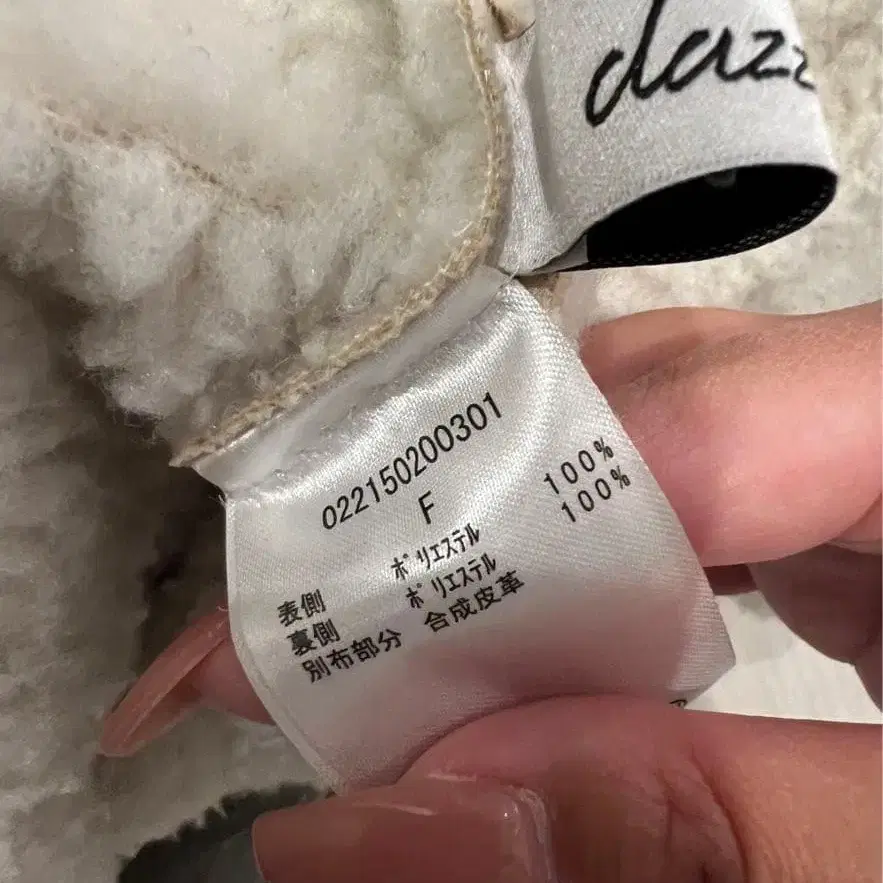 dazz
022150200301
F
表側 ポリエステル 100%
裏側 ポリエステル 100%
別布部分 合成皮革